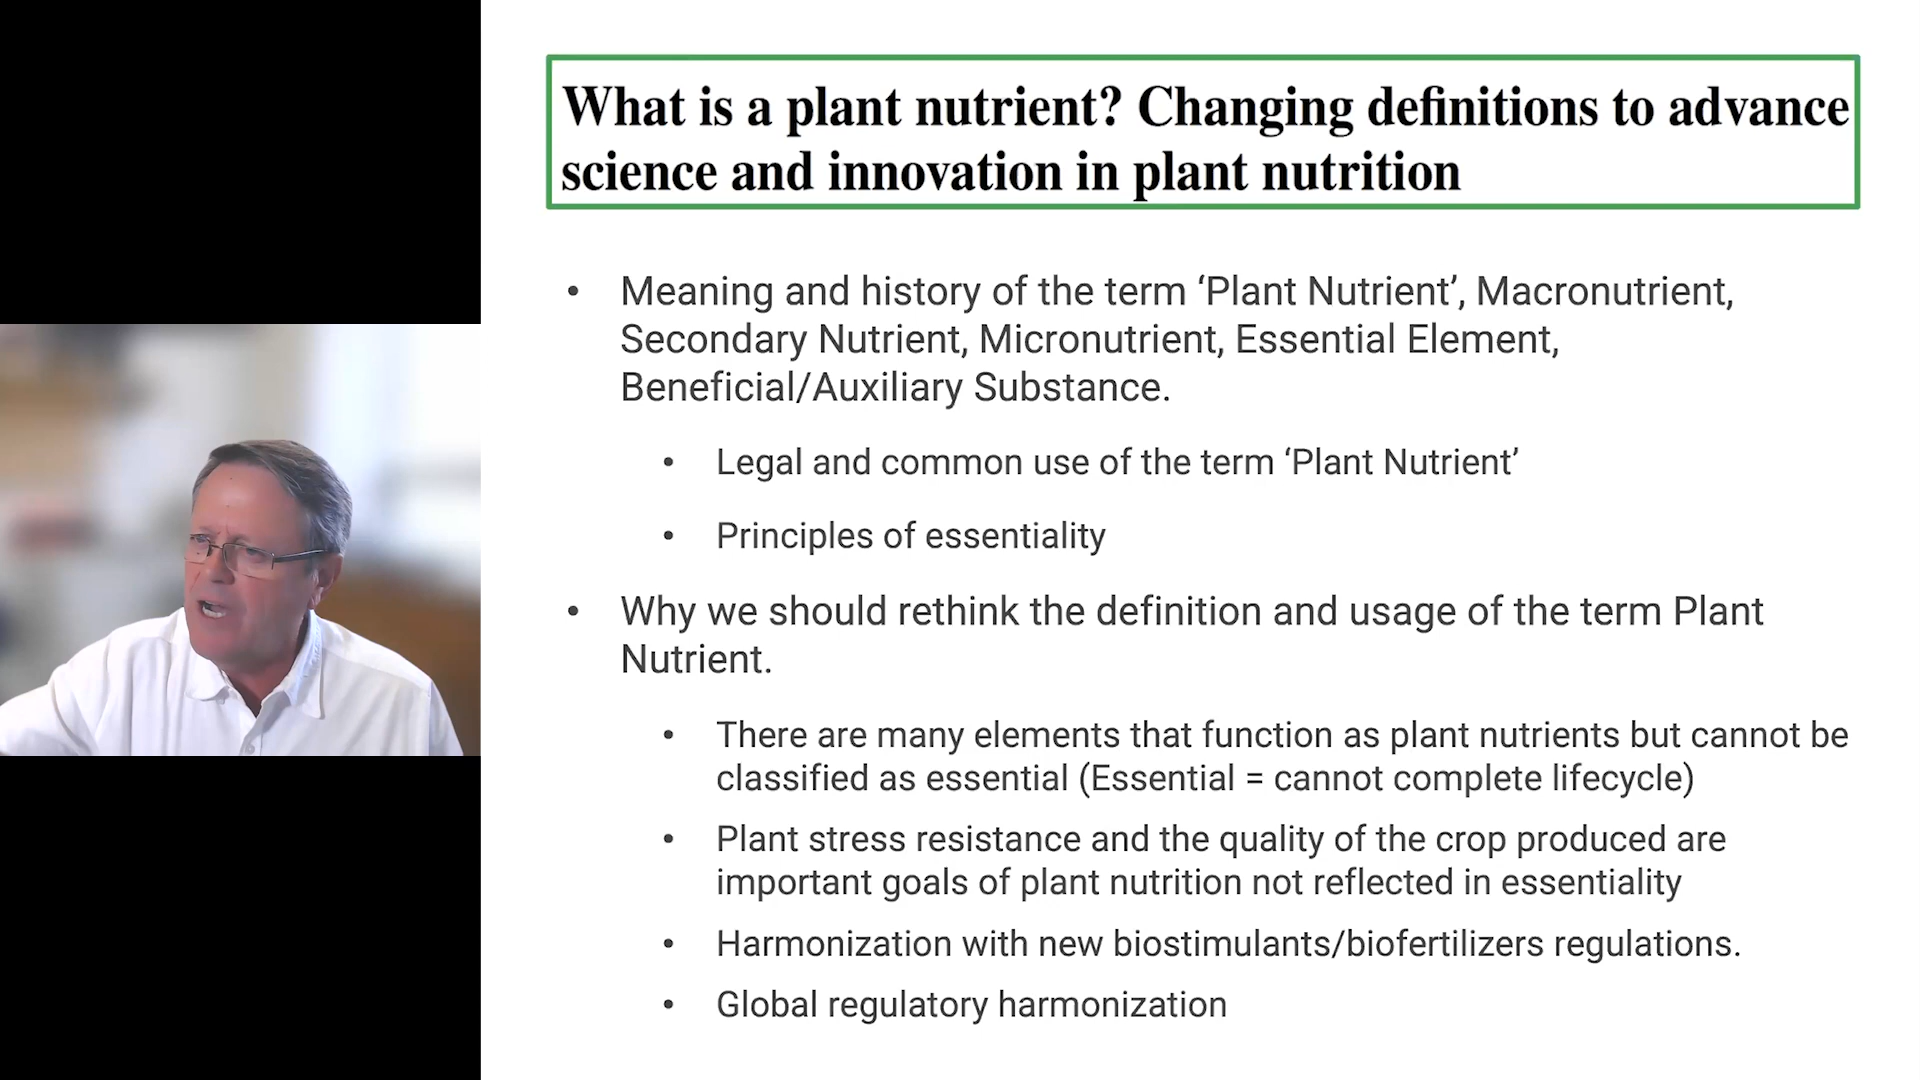 What is a plant nutrient? Changing definitions to advance
science and innovation in plant nutrition
• Meaning and history of the term ‘Plant Nutrient’, Macronutrient,
Secondary Nutrient, Micronutrient, Essential Element,
Beneficial/Auxiliary Substance.
• Legal and common use of the term ‘Plant Nutrient’
• Principles of essentiality
• Why we should rethink the definition and usage of the term Plant
Nutrient.
• There are many elements that function as plant nutrients but cannot be
classified as essential (Essential = cannot complete lifecycle)
• Plant stress resistance and the quality of the crop produced are
important goals of plant nutrition not reflected in essentiality
• Harmonization with new biostimulants/biofertilizers regulations.
• Global regulatory harmonization